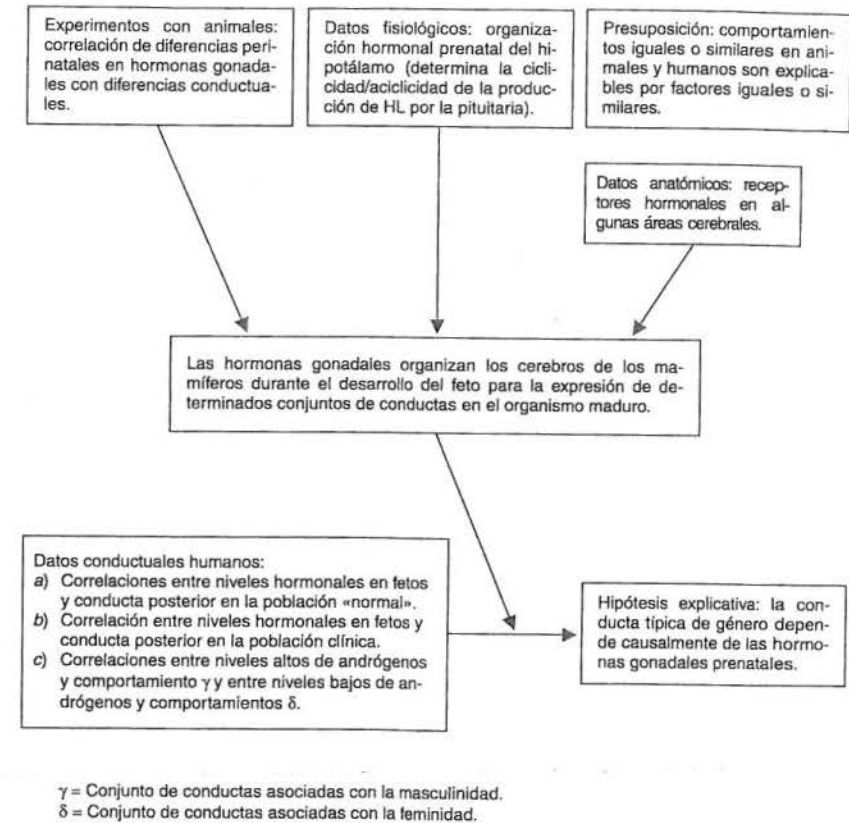 Experimentos con animales:
correlación de diferencias peri-
natales en hormonas gonada-
les con diferencias conductua-
les.
Datos fisiológicos: organiza-
ción hormonal prenatal del hi-
potálamo (determina la cicli-
cidad/aciclicidad de la produc-
ción de HL por la pituitaria).
Presuposición: comportamien-
tos iguales o similares en ani-
males y humanos son explica-
bles por factores iguales o si-
milares.
Datos anatómicos: recep-
tores hormonales en al-
gunas áreas cerebrales.
Las hormonas gonadales organizan los cerebros de los ma-
míferos durante el desarrollo del feto para la expresión de de-
terminados conjuntos de conductas en el organismo maduro.
Datos conductuales humanos:
a) Correlaciones entre niveles hormonales en fetos
y conducta posterior en la población «normal».
b) Correlación entre niveles hormonales en fetos y
conducta posterior en la población clínica.
c) Correlaciones entre niveles altos de andrógenos
y comportamiento γ y entre niveles bajos de an-
drógenos y comportamientos δ.
Hipótesis explicativa: la con-
ducta típica de género depen-
de causalmente de las hormo-
nas gonadales prenatales.
γ = Conjunto de conductas asociadas con la masculinidad.
δ = Conjunto de conductas asociadas con la feminidad.